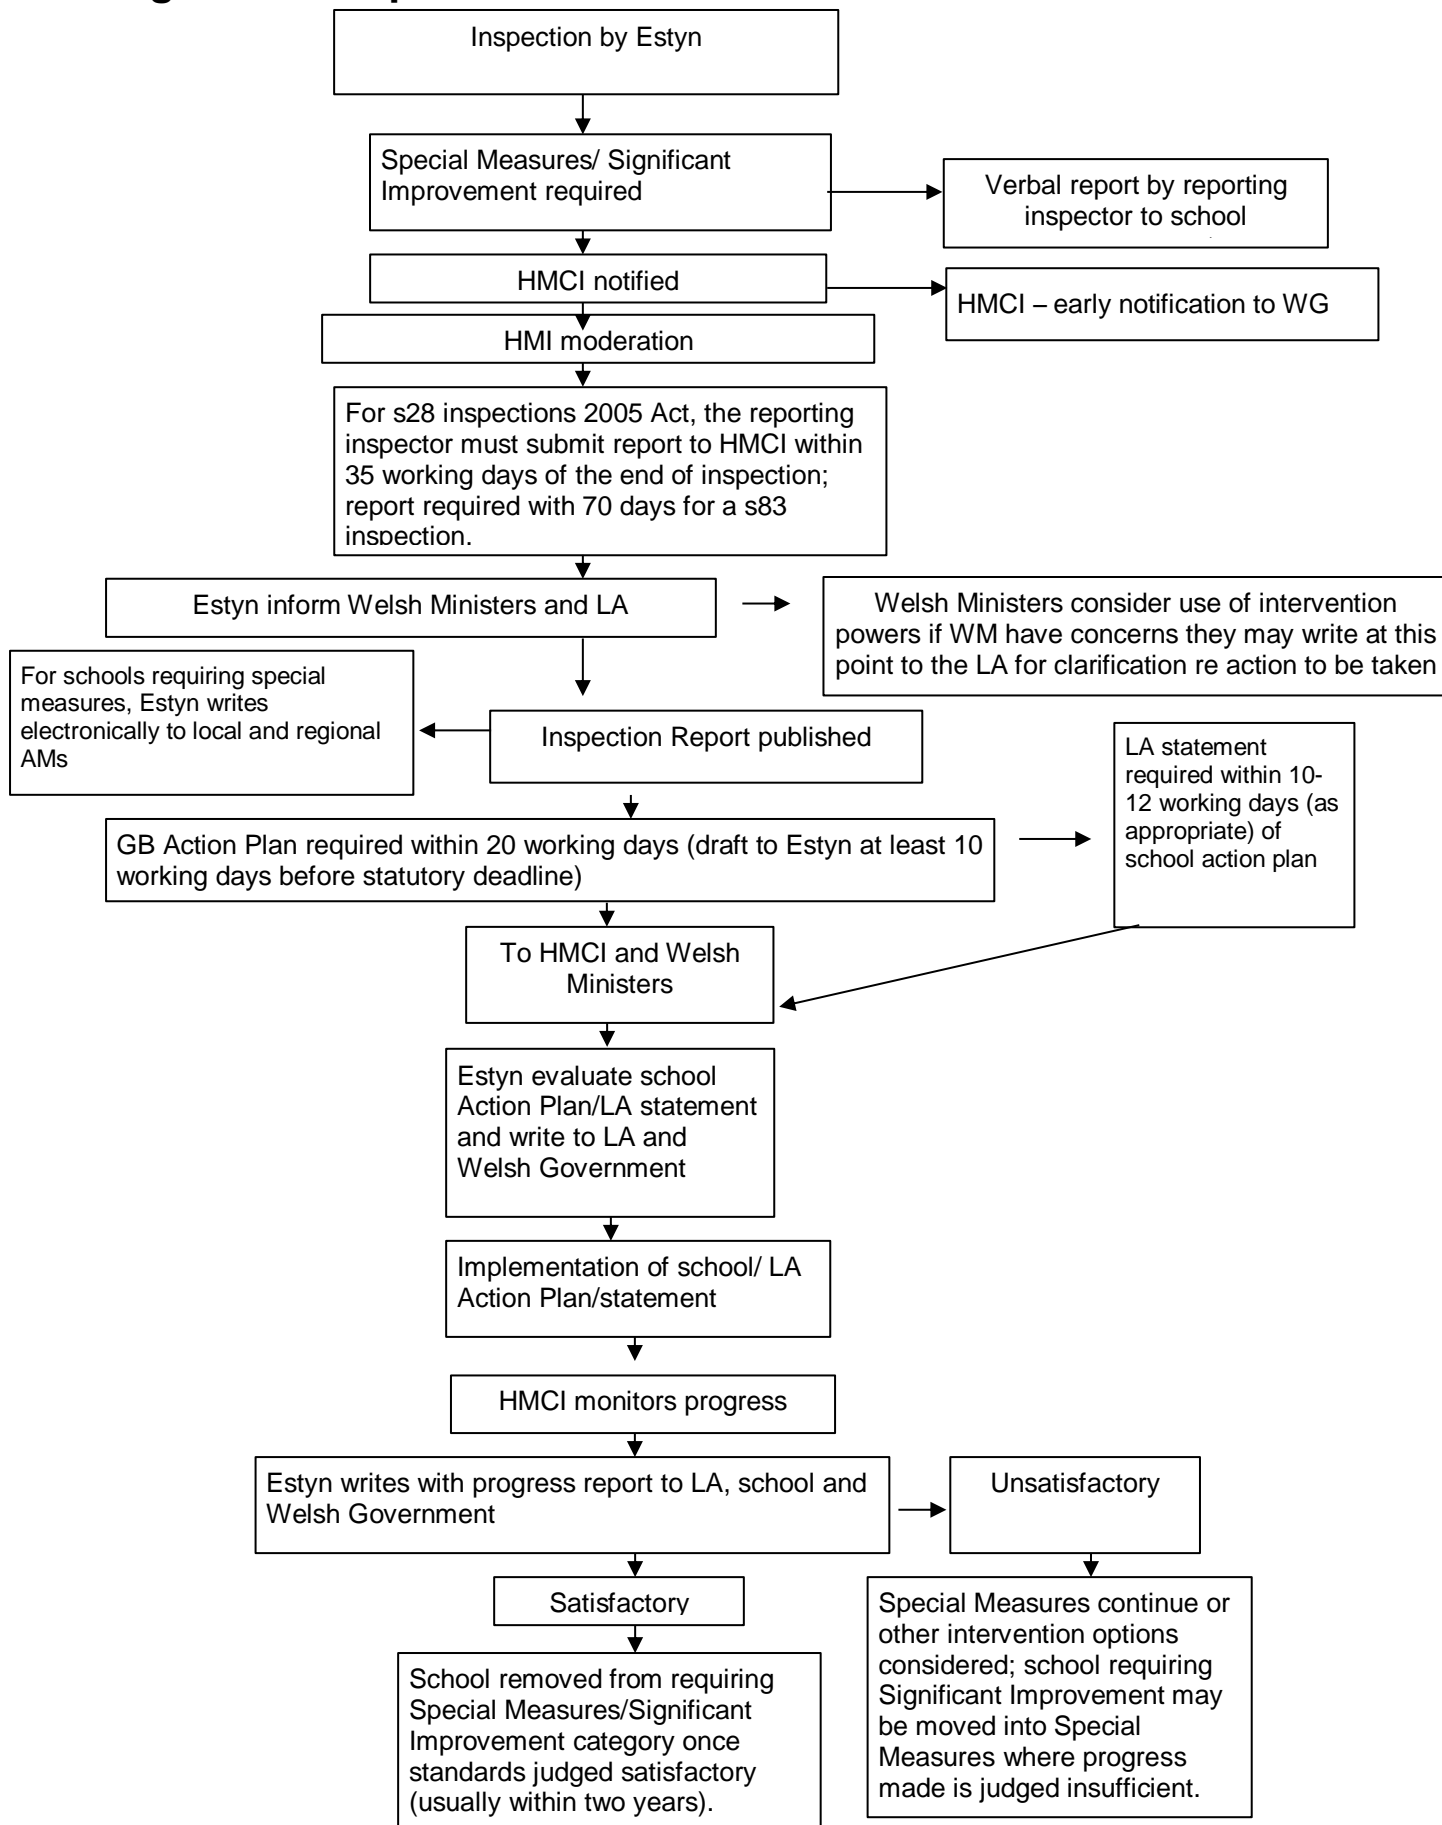 Inspection by Estyn
Special Measures/ Significant
Improvement required
Verbal report by reporting
inspector to school
HMCI notified
HMCI – early notification to WG
HMI moderation
For s28 inspections 2005 Act, the reporting
inspector must submit report to HMCI within
35 working days of the end of inspection;
report required with 70 days for a s83
inspection.
Estyn inform Welsh Ministers and LA
Welsh Ministers consider use of intervention
powers if WM have concerns they may write at this
point to the LA for clarification re action to be taken
For schools requiring special
measures, Estyn writes
electronically to local and regional
AMs
Inspection Report published
LA statement
required within 10-
12 working days (as
appropriate) of
school action plan
GB Action Plan required within 20 working days (draft to Estyn at least 10
working days before statutory deadline)
To HMCI and Welsh
Ministers
Estyn evaluate school
Action Plan/LA statement
and write to LA and
Welsh Government
Implementation of school/ LA
Action Plan/statement
HMCI monitors progress
Estyn writes with progress report to LA, school and
Welsh Government
Unsatisfactory
Satisfactory
Special Measures continue or
other intervention options
considered; school requiring
Significant Improvement may
be moved into Special
Measures where progress
made is judged insufficient.
School removed from requiring
Special Measures/Significant
Improvement category once
standards judged satisfactory
(usually within two years).